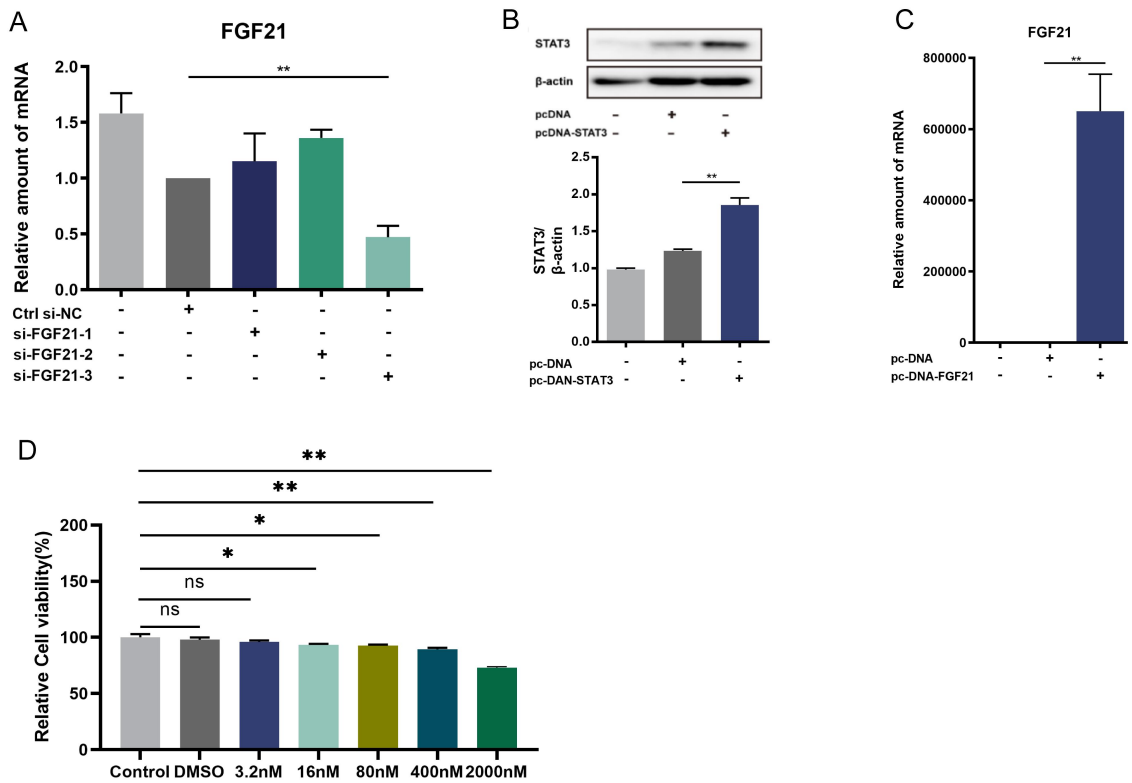 A
FGF21
Relative amount of mRNA
2.0
1.5
1.0
0.5
0.0
**
Ctrl si-NC - + - - -
si-FGF21-1 - - + - -
si-FGF21-2 - - - + -
si-FGF21-3 - - - - +
B
STAT3
β-actin
pcDNA - + -
pcDNA-STAT3 - - +
STAT3/
β-actin
2.5
2.0
1.5
1.0
1.0
0.0
**
pc-DNA - + -
pc-DAN-STAT3 - - +
C
FGF21
Relative amount of mRNA
800000
600000
400000
200000
0
**
pc-DNA - + -
pc-DNA-FGF21 - - +
D
**
**
*
*
ns
ns
Relative Cell viability(%)
200
150
100
50
0
Control DMSO 3.2nM 16nM 80nM 400nM 2000nM